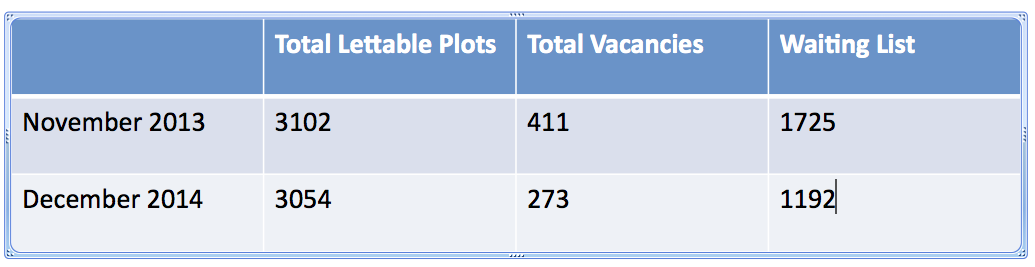 Total Lettable Plots Total Vacancies Waiting List
November 2013 3102 411 1725
December 2014 3054 273 1192